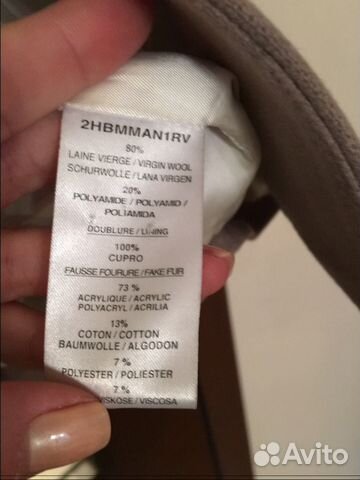 2HBMMAN1RV
80%
LAINE VIERGE / VIRGIN WOOL
SCHURWOLLE / LANA VIRGEN
20%
POLYAMIDE / POLYAMID /
POLIAMIDA
DOUBLURE / LINING
100%
CUPRO
FAUSSE FOURURE / FAKE FUR
73 %
ACRYLIQUE / ACRYLIC
POLYACRYL / ACRILIA
13%
COTON / COTTON
BAUMWOLLE / ALGODON
7 %
POLYESTER / POLIESTER
7 %
VISKOSE / VISCOSA
Avito